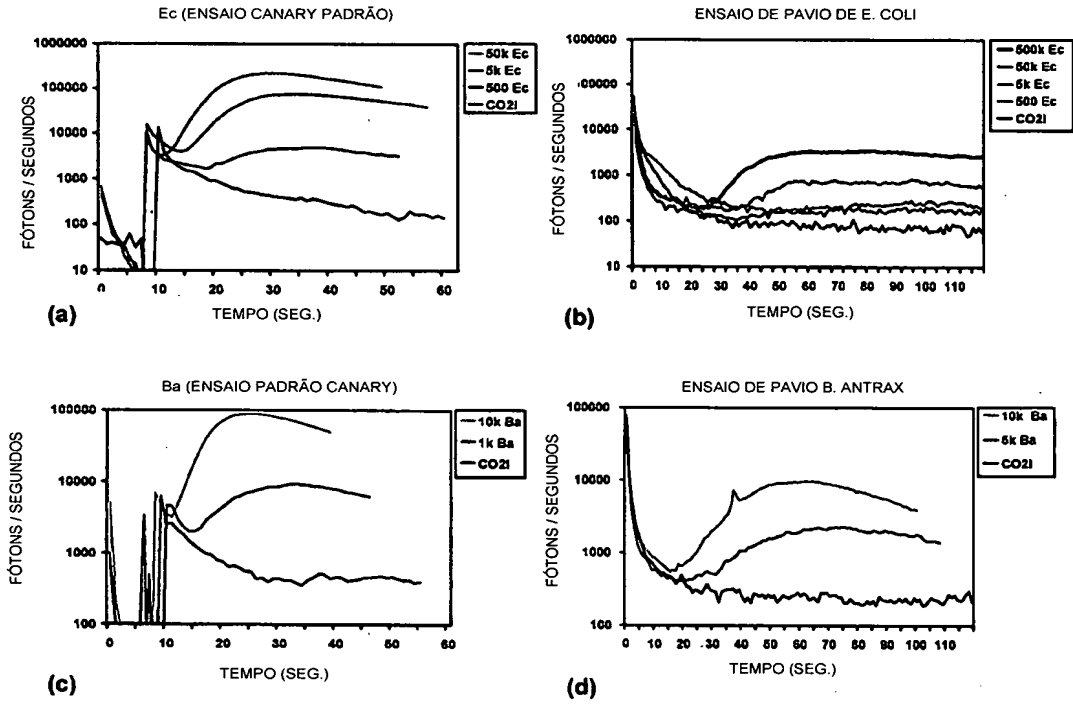 Ec (ENSAIO CANARY PADRÃO)
FÓTONS / SEGUNDOS
1000000
100000
10000
1000
100
10
0 10 20 30 40 50 60
TEMPO (SEG.)
50k Ec
5k Ec
500 Ec
CO2I
(a)
ENSAIO DE PAVIO DE E. COLI
FÓTONS / SEGUNDOS
1000000
100000
10000
1000
100
10
0 10 20 30 40 50 60 70 80 90 100 110
TEMPO (SEG.)
500k Ec
50k Ec
5k Ec
500 Ec
CO2I
(b)
Ba (ENSAIO PADRÃO CANARY)
FÓTONS / SEGUNDOS
100000
10000
1000
100
0 10 20 30 40 50 60
TEMPO (SEG.)
10k Ba
1k Ba
CO2I
(c)
ENSAIO DE PAVIO B. ANTRAX
FÓTONS / SEGUNDOS
100000
10000
1000
100
0 10 20 30 40 50 60 70 80 90 100 110
TEMPO (SEG.)
10k Ba
5k Ba
CO2I
(d)